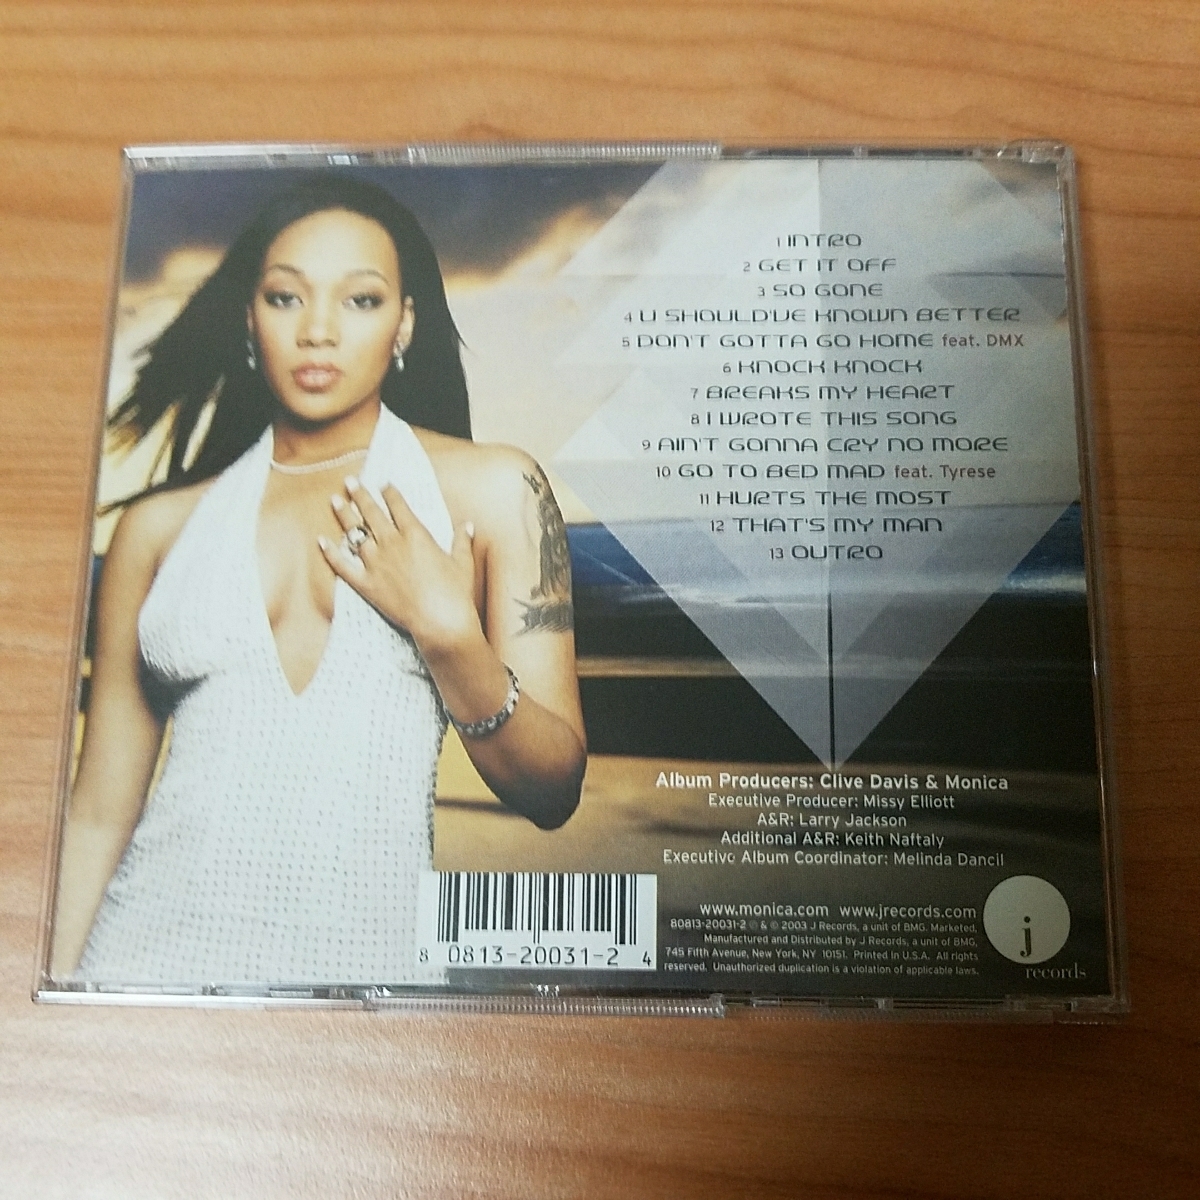 1 INTRO
2 GET IT OFF
3 SO GONE
4 U SHOULD'VE KNOWN BETTER
5 DON'T GOTTA GO HOME feat. DMX
6 KNOCK KNOCK
7 BREAKS MY HEART
8 I WROTE THIS SONG
9 AIN'T GONNA CRY NO MORE
10 GO TO BED MAD feat. Tyrese
11 HURTS THE MOST
12 THAT'S MY MAN
13 OUTRO
Album Producers: Clive Davis & Monica
Executive Producer: Missy Elliott
A&R: Larry Jackson
Additional A&R: Keith Naftaly
Executive Album Coordinator: Melinda Dancil
www.monica.com www.jrecords.com
80813-20031-2 ℗ & © 2003 J Records, a unit of BMG. Marketed,
Manufactured and Distributed by J Records, a unit of BMG,
745 Fifth Avenue, New York, NY 10151. Printed in U.S.A. All rights
reserved. Unauthorized duplication is a violation of applicable laws.
j
records
8 0813-20031-2 4